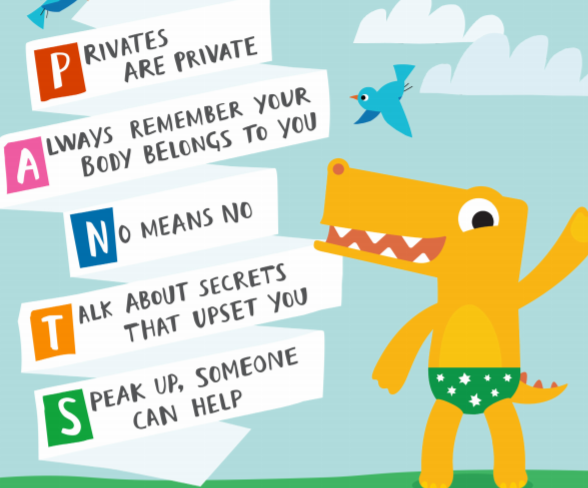 PRIVATES
ARE PRIVATE
ALWAYS REMEMBER YOUR
BODY BELONGS TO YOU
NO MEANS NO
TALK ABOUT SECRETS
THAT UPSET YOU
SPEAK UP, SOMEONE
CAN HELP